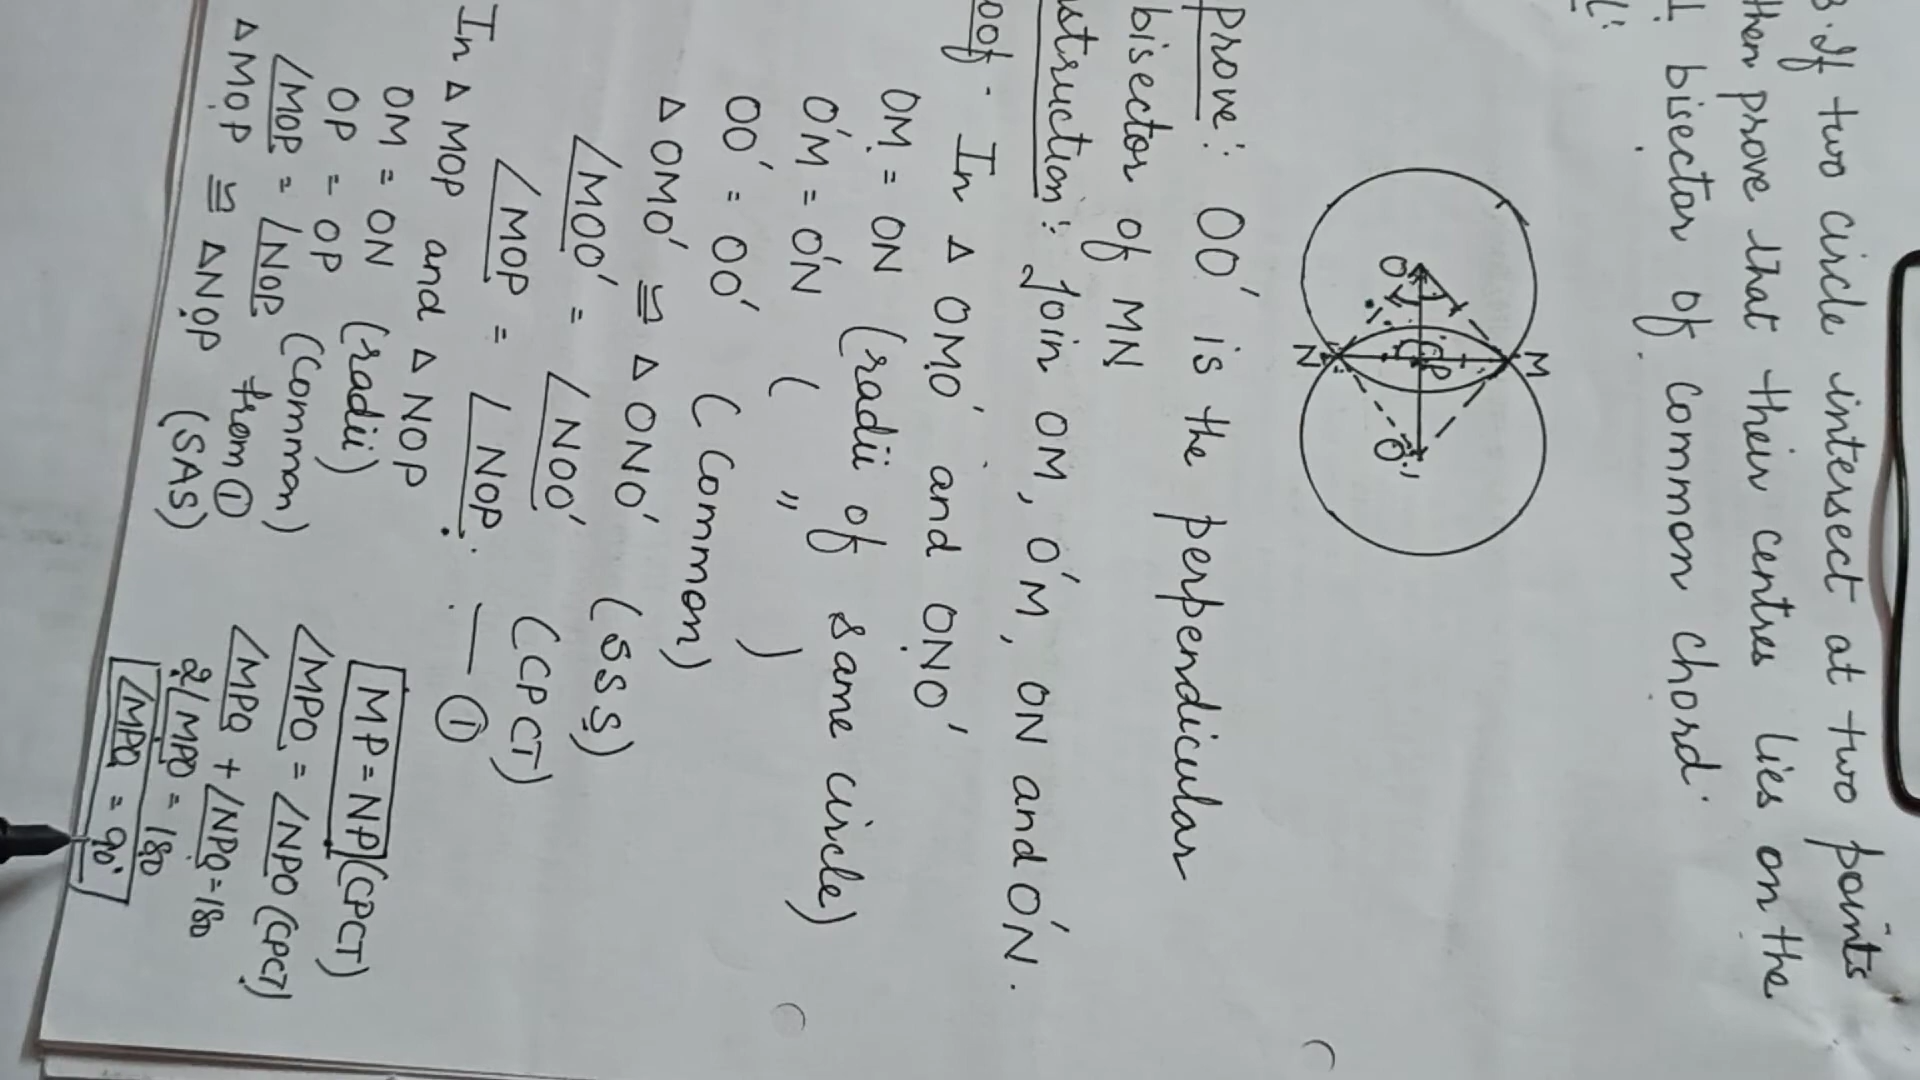 3. If two circle intersect at two points
then prove that their centres lies on the
⊥ bisector of common chord.
M
O
P
N
O'
prove: OO' is the perpendicular
bisector of MN
struction: Join OM, O'M, ON and O'N.
oof. In △ OMO' and ONO'
OM = ON (radii of same circle)
O'M = O'N ( " )
OO' = OO' (Common)
△ OMO' ≅ △ ONO' (SSS)
∠MOO' = ∠NOO' (CPCT)
∠MOP = ∠NOP. — ①
In △ MOP and △ NOP
OM = ON (radii)
OP = OP (Common)
∠MOP = ∠NOP from ①
△ MOP ≅ △ NOP (SAS)
MP = NP (CPCT)
∠MPO = ∠NPO (CPCT)
∠MPO + ∠NPO = 180
2∠MPO = 180
∠MPO = 90°